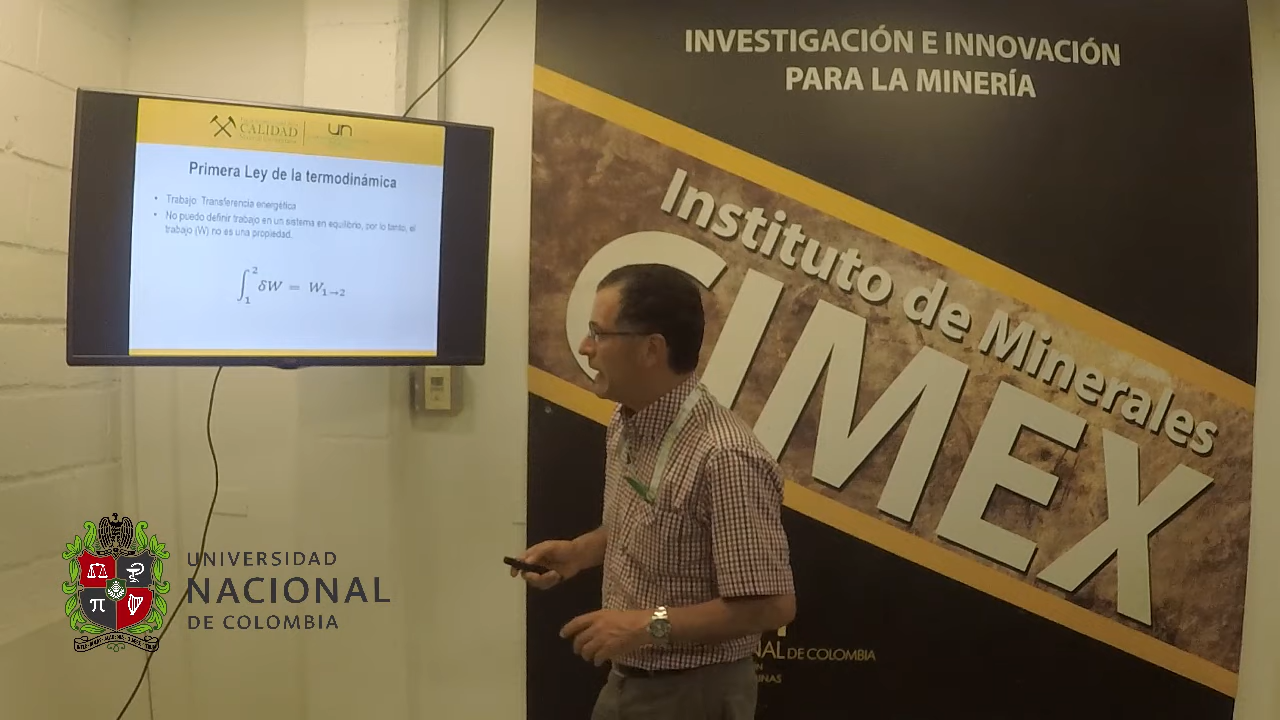 INVESTIGACIÓN E INNOVACIÓN
PARA LA MINERÍA
CALIDAD
un
Primera Ley de la termodinámica
• Trabajo: Transferencia energética
• No puedo definir trabajo en un sistema en equilibrio, por lo tanto, el
trabajo (W) no es una propiedad.
∫₁² δW = W₁→₂
Instituto de Minerales
CIMEX
UNIVERSIDAD
NACIONAL
DE COLOMBIA
NAL DE COLOMBIA
INAS